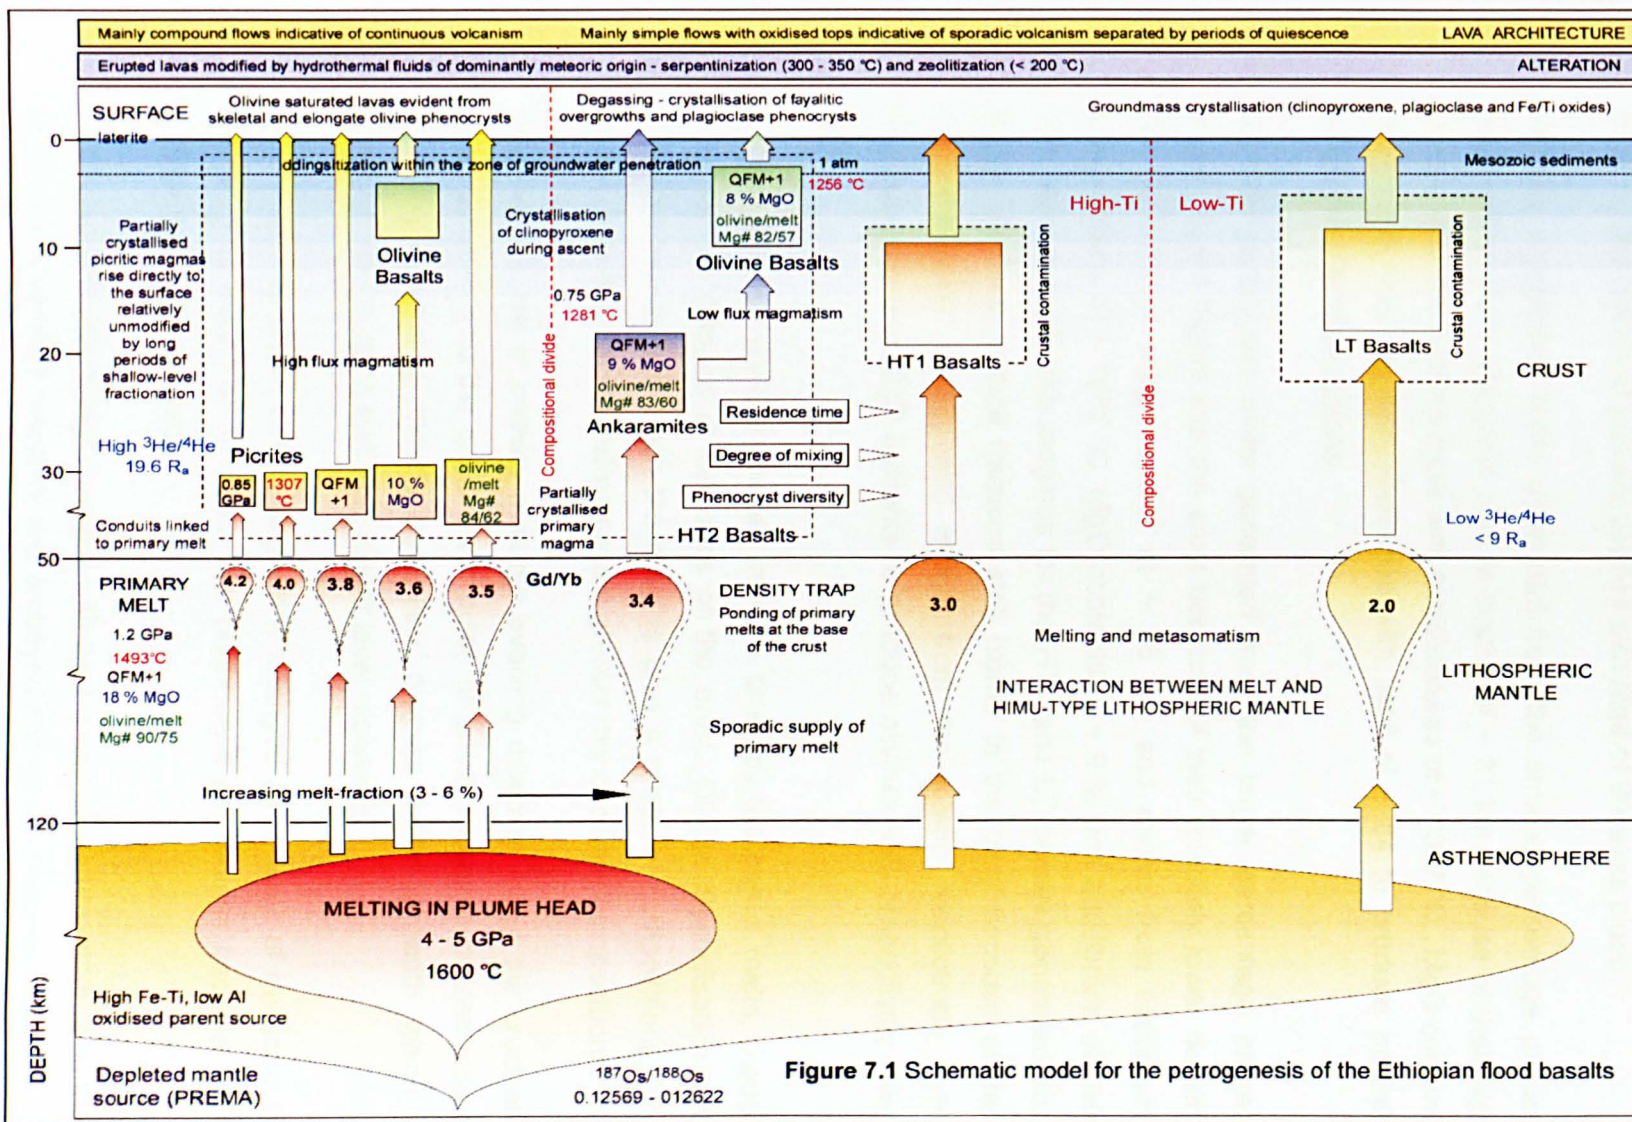 Mainly compound flows indicative of continuous volcanism
Mainly simple flows with oxidised tops indicative of sporadic volcanism separated by periods of quiescence
LAVA ARCHITECTURE
Erupted lavas modified by hydrothermal fluids of dominantly meteoric origin - serpentinization (300 - 350 °C) and zeolitization (< 200 °C)
ALTERATION
SURFACE
Olivine saturated lavas evident from
skeletal and elongate olivine phenocrysts
Degassing - crystallisation of fayalitic
overgrowths and plagioclase phenocrysts
Groundmass crystallisation (clinopyroxene, plagioclase and Fe/Ti oxides)
0
laterite
ddingsitization within the zone of groundwater penetration
1 atm
1256 °C
Mesozoic sediments
Partially
crystallised
picritic magmas
rise directly to
the surface
relatively
unmodified
by long
periods of
shallow-level
fractionation
High ³He/⁴He
19.6 Rₐ
10
20
30
50
120
DEPTH (km)
Olivine
Basalts
High flux magmatism
Crystallisation
of clinopyroxene
during ascent
Compositional divide
QFM+1
8 % MgO
olivine/melt
Mg# 82/57
Olivine Basalts
0.75 GPa
1281 °C
Low flux magmatism
QFM+1
9 % MgO
olivine/melt
Mg# 83/60
Ankaramites
Residence time
Degree of mixing
Phenocryst diversity
HT2 Basalts
HT1 Basalts
Crustal contamination
High-Ti
Low-Ti
Compositional divide
LT Basalts
Crustal contamination
CRUST
Low ³He/⁴He
< 9 Rₐ
Picrites
0.85
GPa
1307
°C
QFM
+1
10 %
MgO
olivine
/melt
Mg#
84/62
Partially
crystallised
primary
magma
Conduits linked
to primary melt
PRIMARY
MELT
1.2 GPa
1493°C
QFM+1
18 % MgO
olivine/melt
Mg# 90/75
4.2
4.0
3.8
3.6
3.5
Gd/Yb
3.4
DENSITY TRAP
Ponding of primary
melts at the base
of the crust
3.0
2.0
Melting and metasomatism
INTERACTION BETWEEN MELT AND
HIMU-TYPE LITHOSPHERIC MANTLE
LITHOSPHERIC
MANTLE
Sporadic supply of
primary melt
Increasing melt-fraction (3 - 6 %)
ASTHENOSPHERE
MELTING IN PLUME HEAD
4 - 5 GPa
1600 °C
High Fe-Ti, low Al
oxidised parent source
Depleted mantle
source (PREMA)
¹⁸⁷Os/¹⁸⁸Os
0.12569 - 012622
Figure 7.1 Schematic model for the petrogenesis of the Ethiopian flood basalts